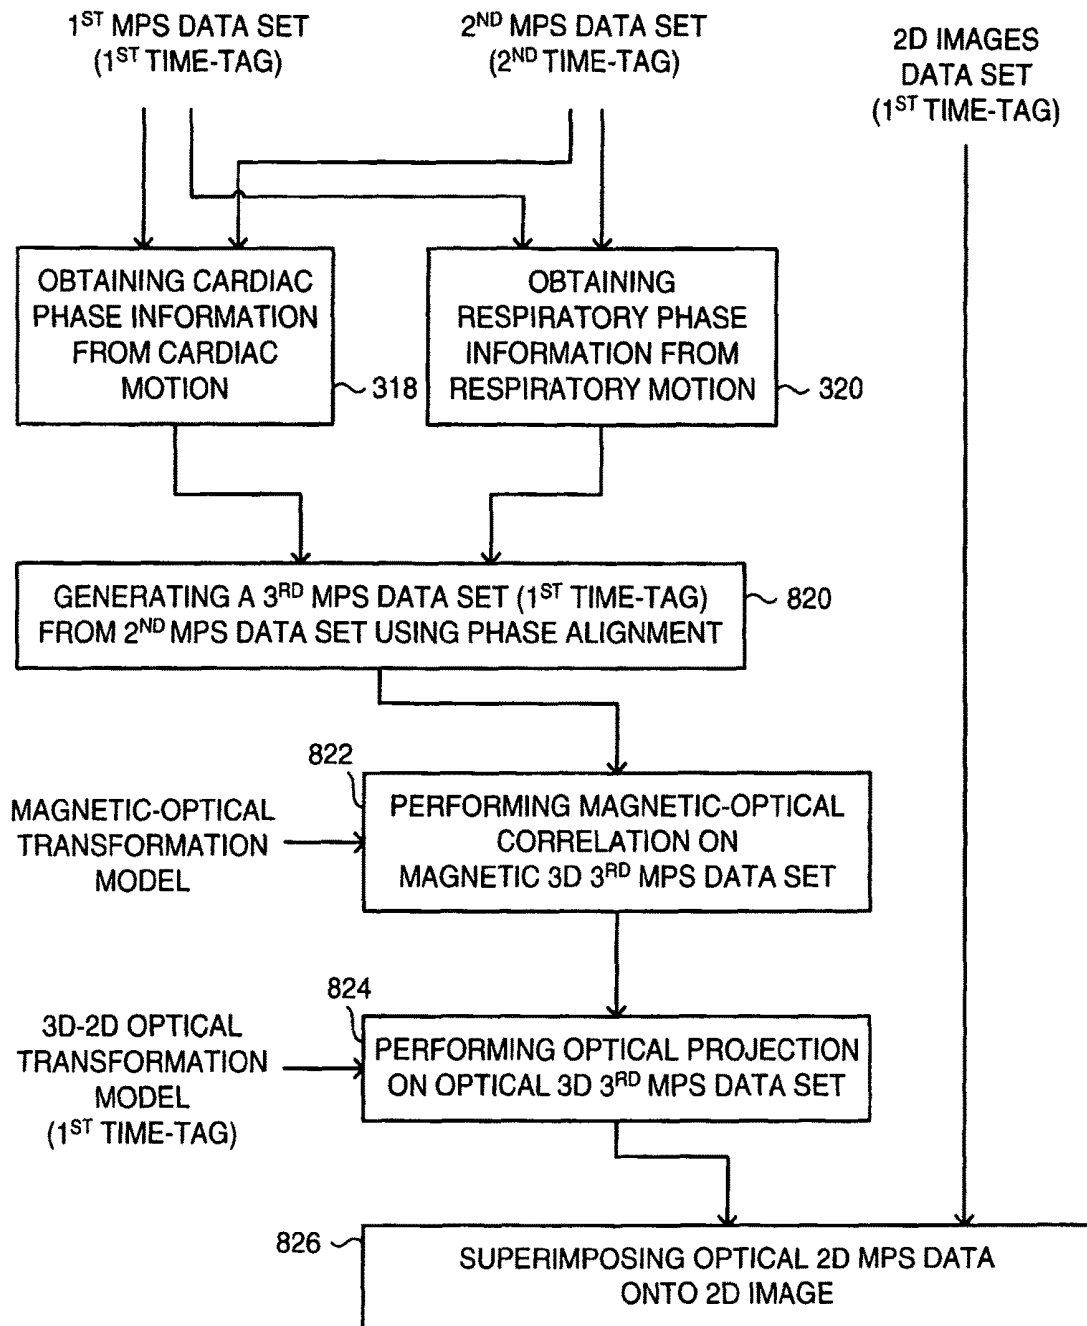 1ST MPS DATA SET
(1ST TIME-TAG)
2ND MPS DATA SET
(2ND TIME-TAG)
2D IMAGES
DATA SET
(1ST TIME-TAG)
OBTAINING CARDIAC
PHASE INFORMATION
FROM CARDIAC
MOTION
318
OBTAINING
RESPIRATORY PHASE
INFORMATION FROM
RESPIRATORY MOTION
320
GENERATING A 3RD MPS DATA SET (1ST TIME-TAG)
FROM 2ND MPS DATA SET USING PHASE ALIGNMENT
820
822
MAGNETIC-OPTICAL
TRANSFORMATION
MODEL
PERFORMING MAGNETIC-OPTICAL
CORRELATION ON
MAGNETIC 3D 3RD MPS DATA SET
824
3D-2D OPTICAL
TRANSFORMATION
MODEL
(1ST TIME-TAG)
PERFORMING OPTICAL PROJECTION
ON OPTICAL 3D 3RD MPS DATA SET
826
SUPERIMPOSING OPTICAL 2D MPS DATA
ONTO 2D IMAGE